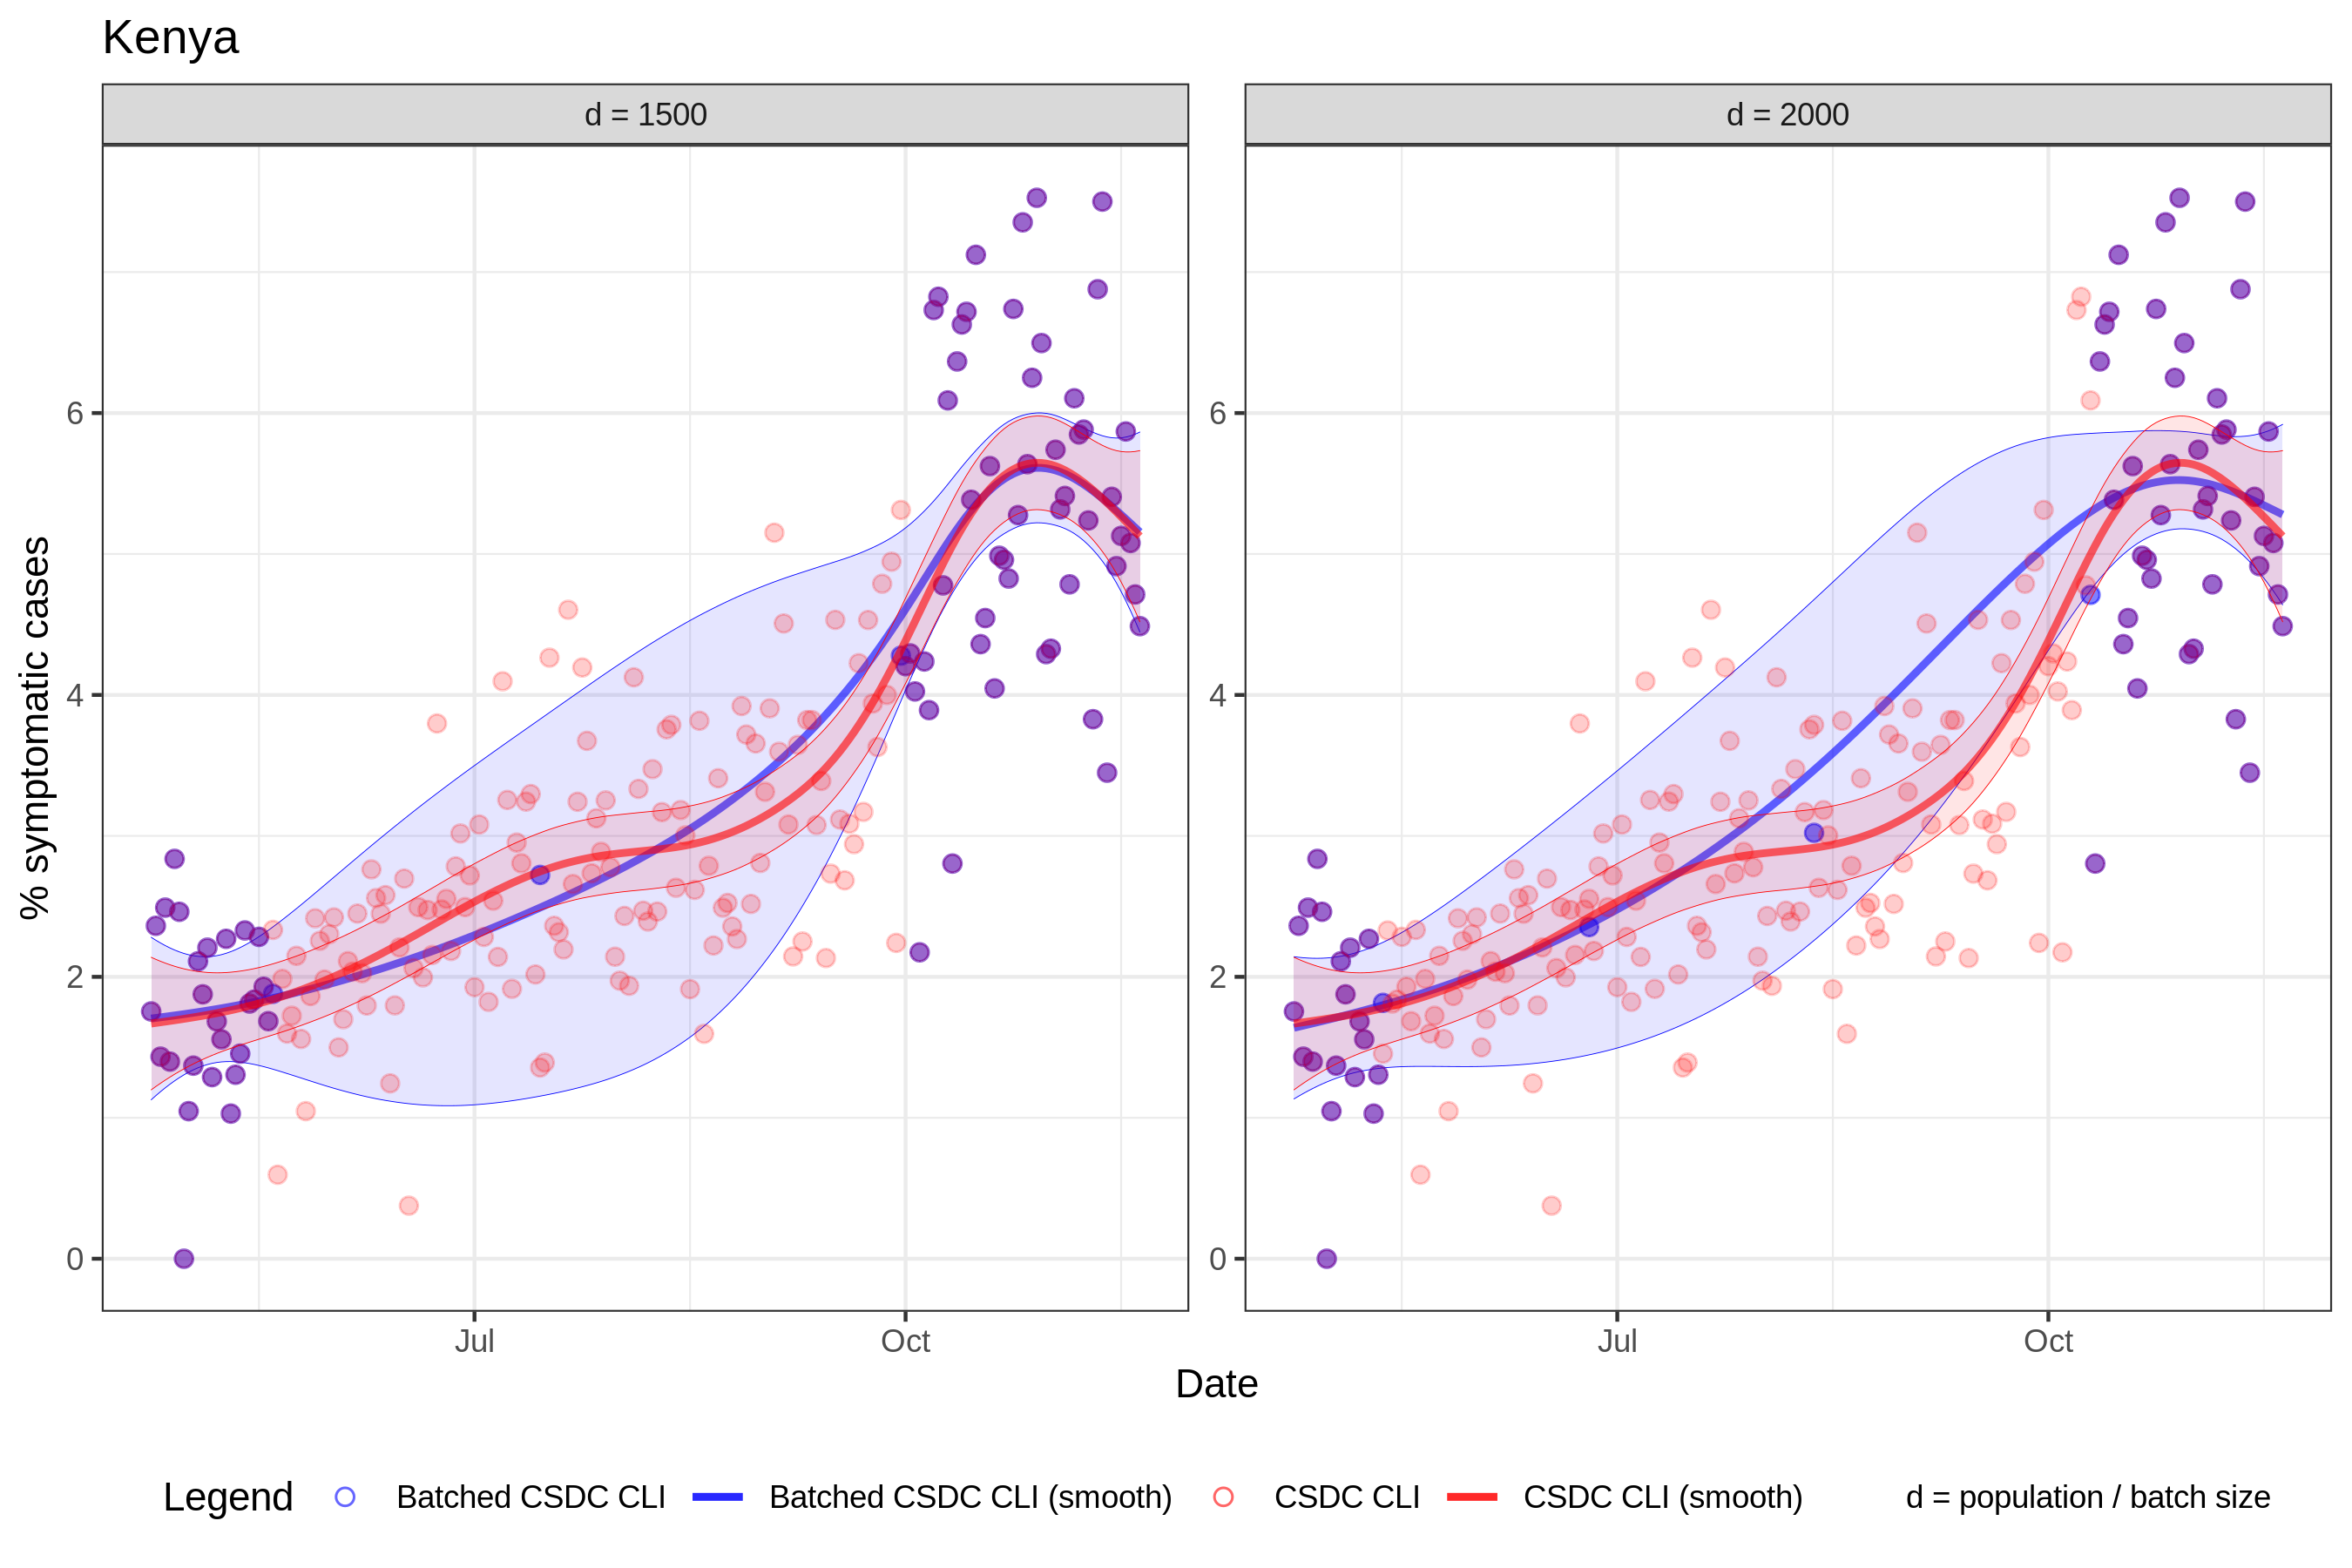 Kenya
d = 1500
d = 2000
% symptomatic cases
6
4
2
0
6
4
2
0
Jul
Oct
Jul
Oct
Date
Legend
Batched CSDC CLI
Batched CSDC CLI (smooth)
CSDC CLI
CSDC CLI (smooth)
d = population / batch size